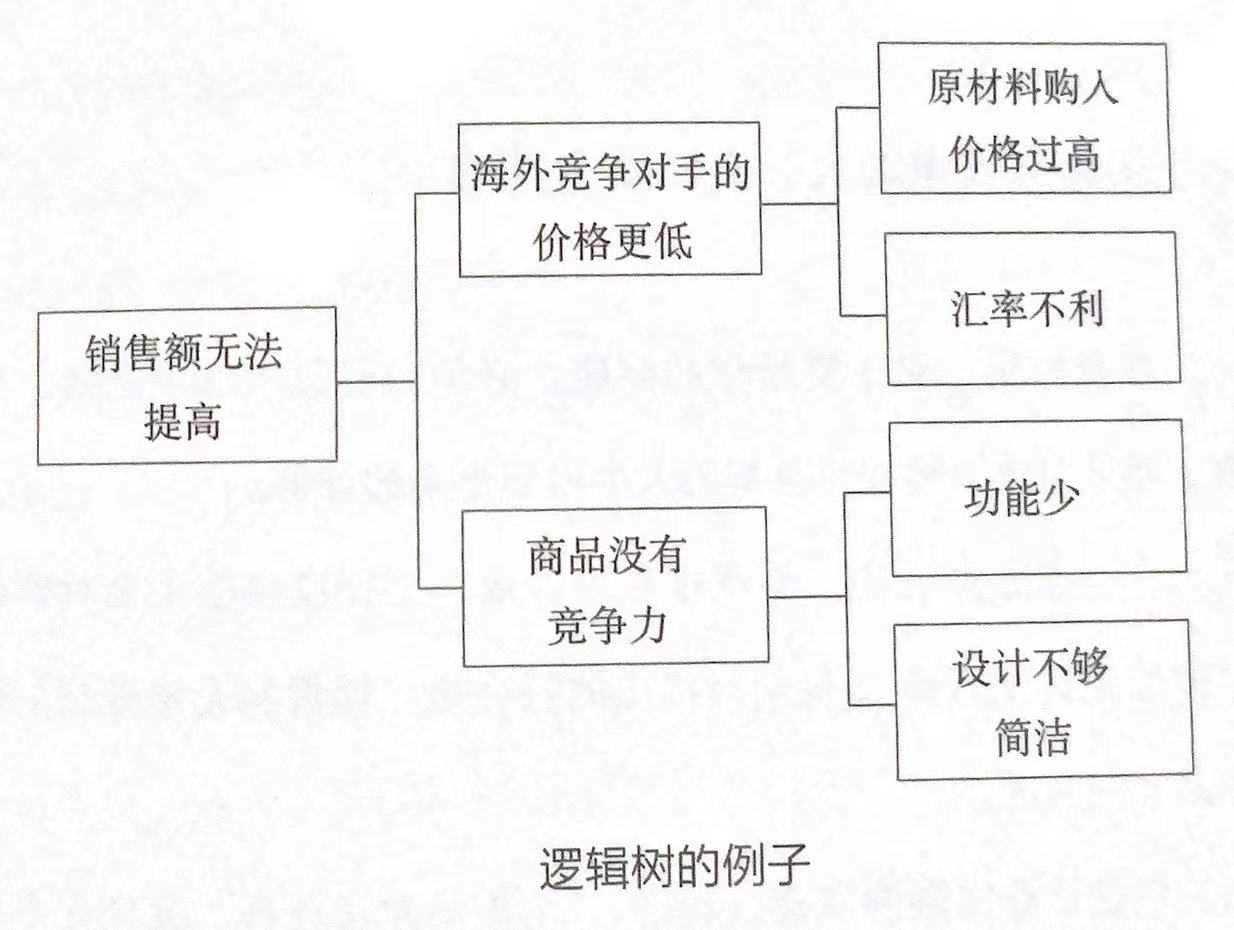 销售额无法
提高
海外竞争对手的
价格更低
原材料购入
价格过高
汇率不利
商品没有
竞争力
功能少
设计不够
简洁
逻辑树的例子